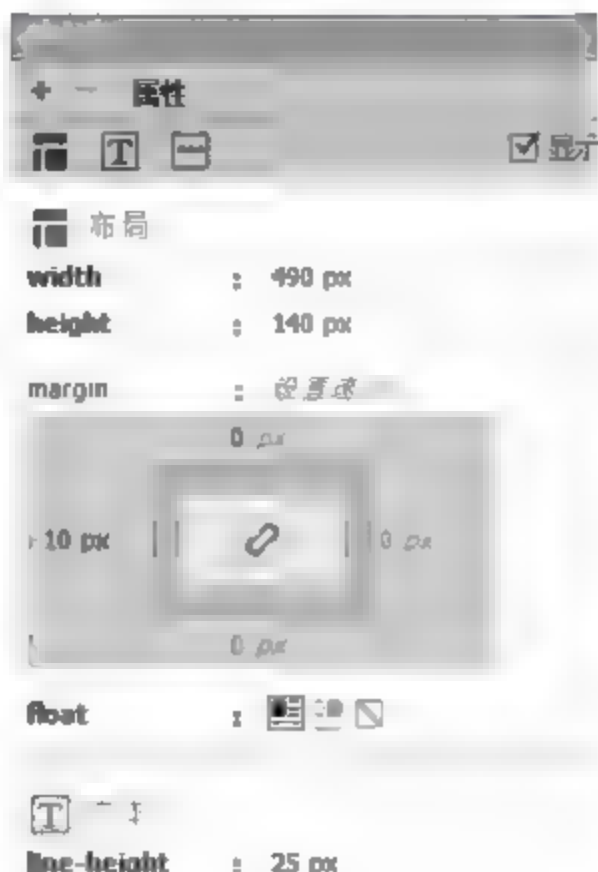 属性
显示
布局
width : 490 px
height : 140 px
margin :
0 px
10 px 0 px
0 px
float :
T
line-height : 25 px